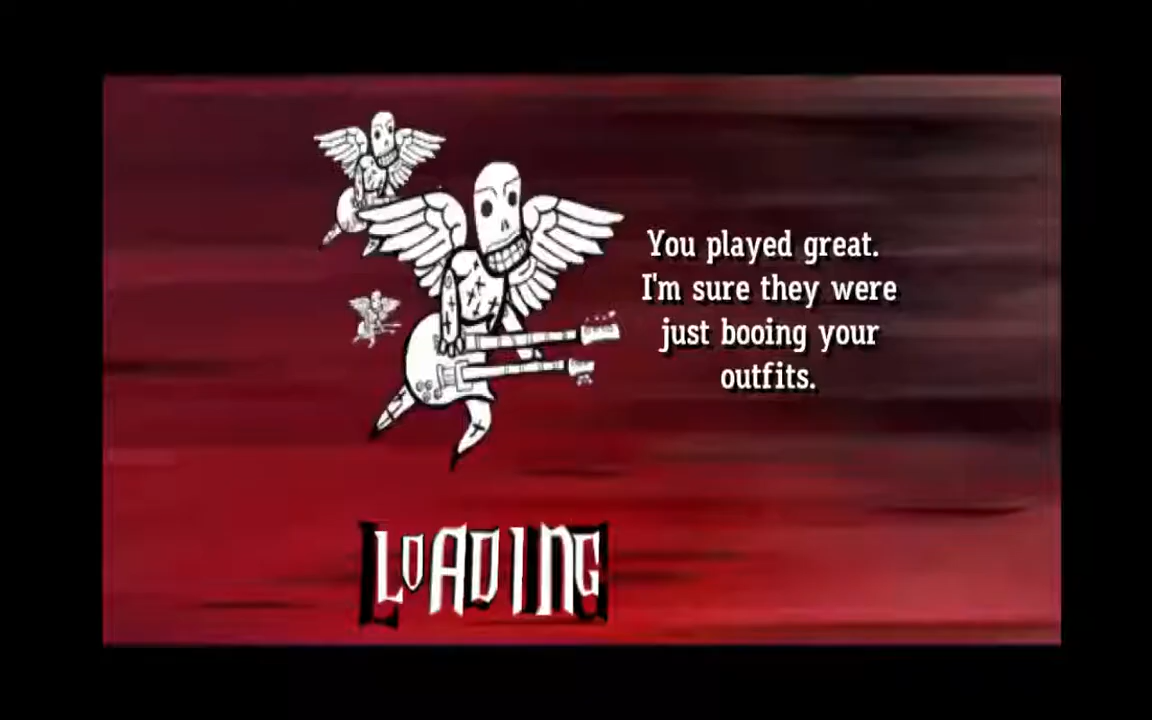 You played great.
I'm sure they were
just booing your
outfits.
LOADING